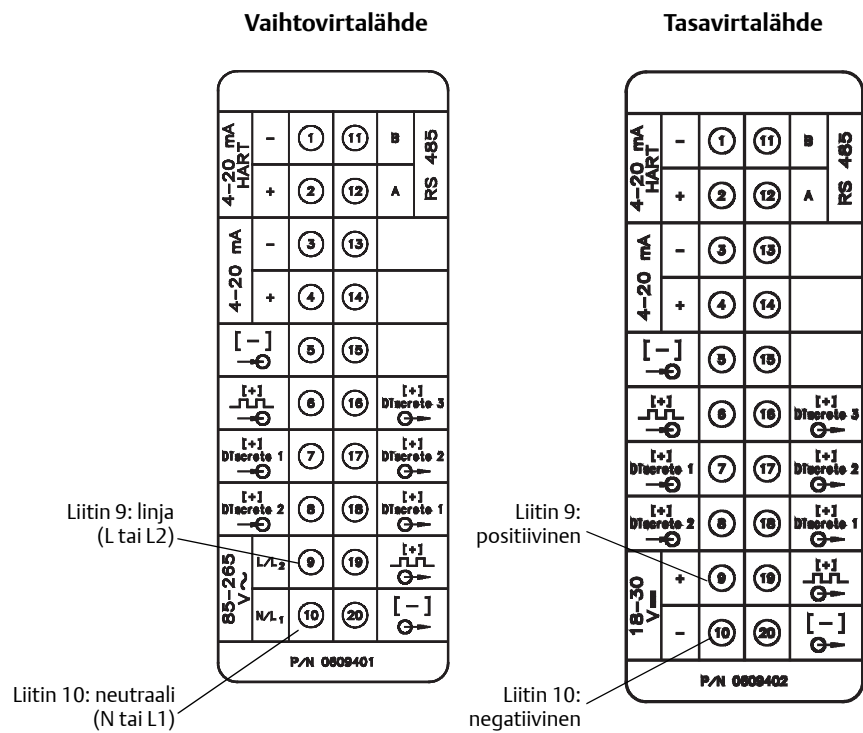 Vaihtovirtalähde
4-20 mA
HART
- 1 11 B
+ 2 12 A
RS 485
4-20 mA
- 3 13
+ 4 14
[-] 5 15
[+] 6 16 [+]
Discrete 3
[+] 7 17 [+]
Discrete 1 Discrete 2
[+] 8 18 [+]
Discrete 2 Discrete 1
85-265
V~
L/L2 9 19 [+]
N/L1 10 20 [-]
P/N 0609401
Liitin 9: linja
(L tai L2)
Liitin 10: neutraali
(N tai L1)
Tasavirtalähde
4-20 mA
HART
- 1 11 B
+ 2 12 A
RS 485
4-20 mA
- 3 13
+ 4 14
[-] 5 15
[+] 6 16 [+]
Discrete 3
[+] 7 17 [+]
Discrete 1 Discrete 2
[+] 8 18 [+]
Discrete 2 Discrete 1
18-30
V
+ 9 19 [+]
- 10 20 [-]
P/N 0609402
Liitin 9:
positiivinen
Liitin 10:
negatiivinen